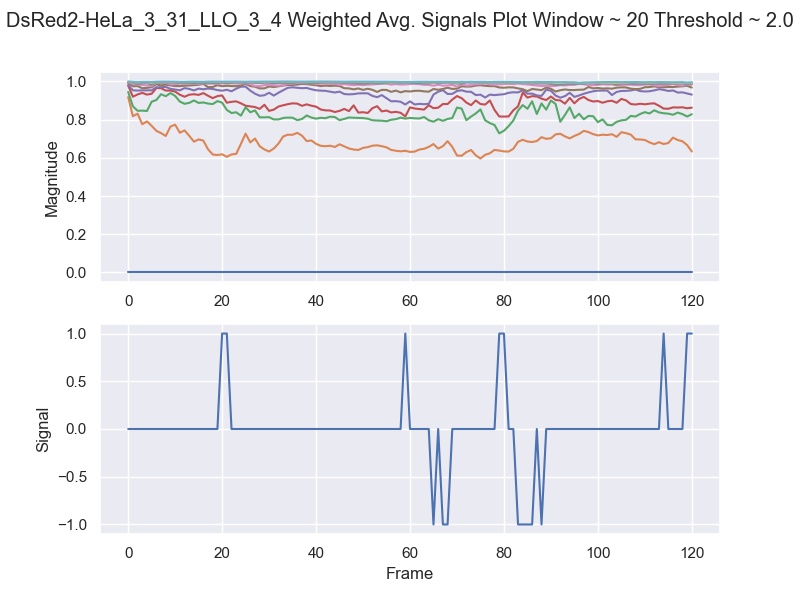 DsRed2-HeLa_3_31_LLO_3_4 Weighted Avg. Signals Plot Window ~ 20 Threshold ~ 2.0
1.0
0.8
0.6
0.4
0.2
0.0
Magnitude
0 20 40 60 80 100 120
1.0
0.5
0.0
−0.5
−1.0
Signal
0 20 40 60 80 100 120
Frame